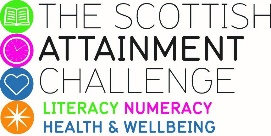 THE SCOTTISH
ATTAINMENT
CHALLENGE
LITERACY NUMERACY
HEALTH & WELLBEING